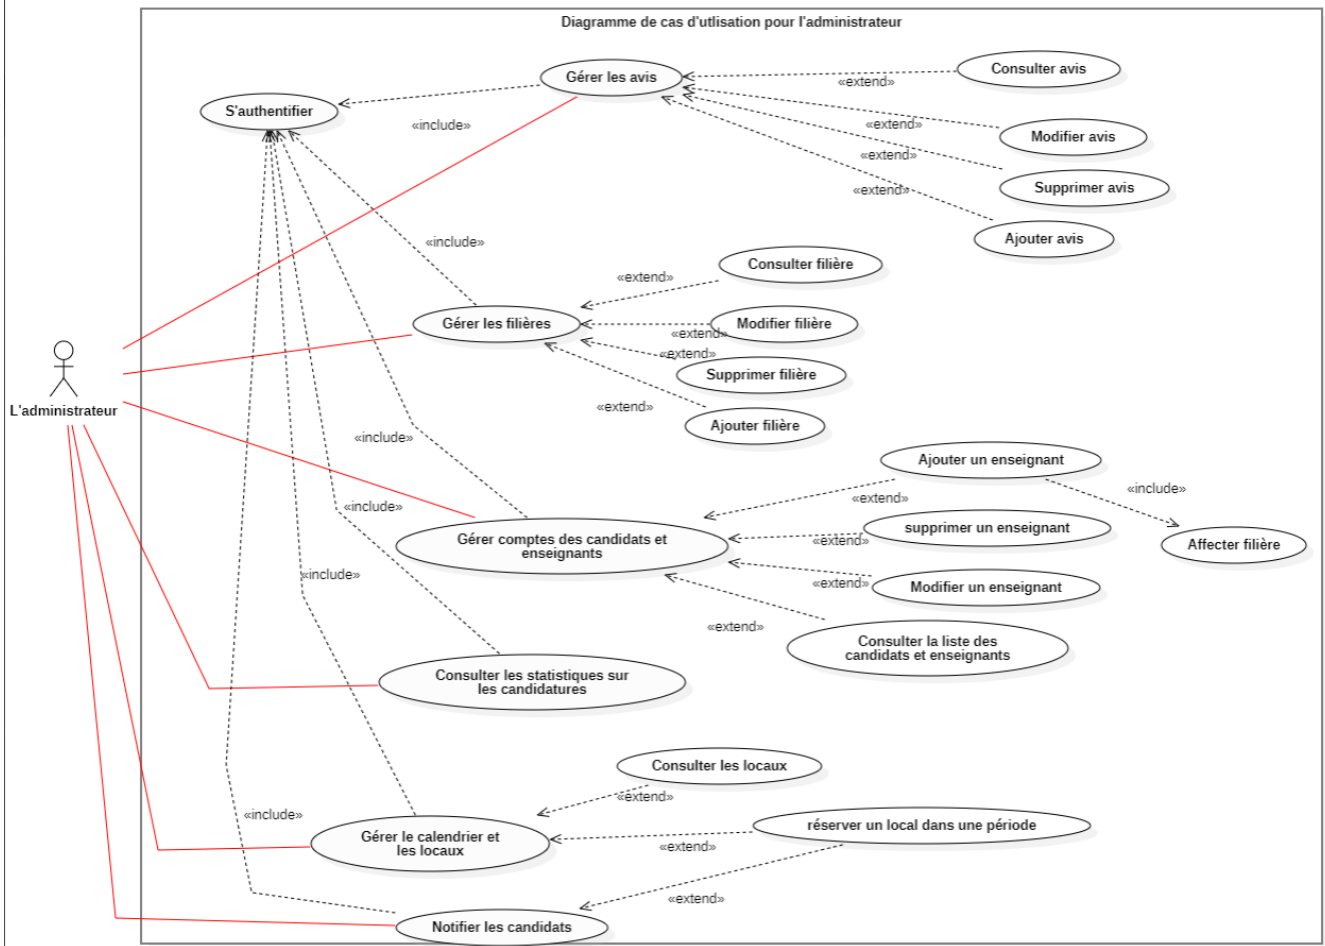 Diagramme de cas d'utlisation pour l'administrateur
Gérer les avis
Consulter avis
«extend»
S'authentifier
«include»
«extend»
Modifier avis
«extend»
Supprimer avis
«extend»
Ajouter avis
«include»
Consulter filière
«extend»
Gérer les filières
Modifier filière
«extend»
«extend»
Supprimer filière
«extend»
Ajouter filière
L'administrateur
«include»
Ajouter un enseignant
«extend»
«include»
«include»
supprimer un enseignant
«extend»
Affecter filière
Gérer comptes des candidats et
enseignants
«include»
«extend»
Modifier un enseignant
«extend»
Consulter la liste des
candidats et enseignants
Consulter les statistiques sur
les candidatures
Consulter les locaux
«extend»
«include»
réserver un local dans une période
Gérer le calendrier et
les locaux
«extend»
«extend»
Notifier les candidats